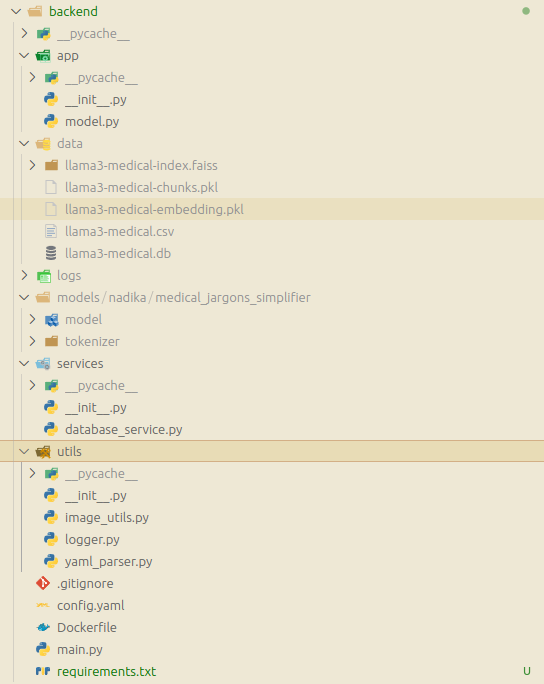 backend
__pycache__
app
__pycache__
__init__.py
model.py
data
llama3-medical-index.faiss
llama3-medical-chunks.pkl
llama3-medical-embedding.pkl
llama3-medical.csv
llama3-medical.db
logs
models/nadika/medical_jargons_simplifier
model
tokenizer
services
__pycache__
__init__.py
database_service.py
utils
__pycache__
__init__.py
image_utils.py
logger.py
yaml_parser.py
.gitignore
config.yaml
Dockerfile
main.py
requirements.txt U